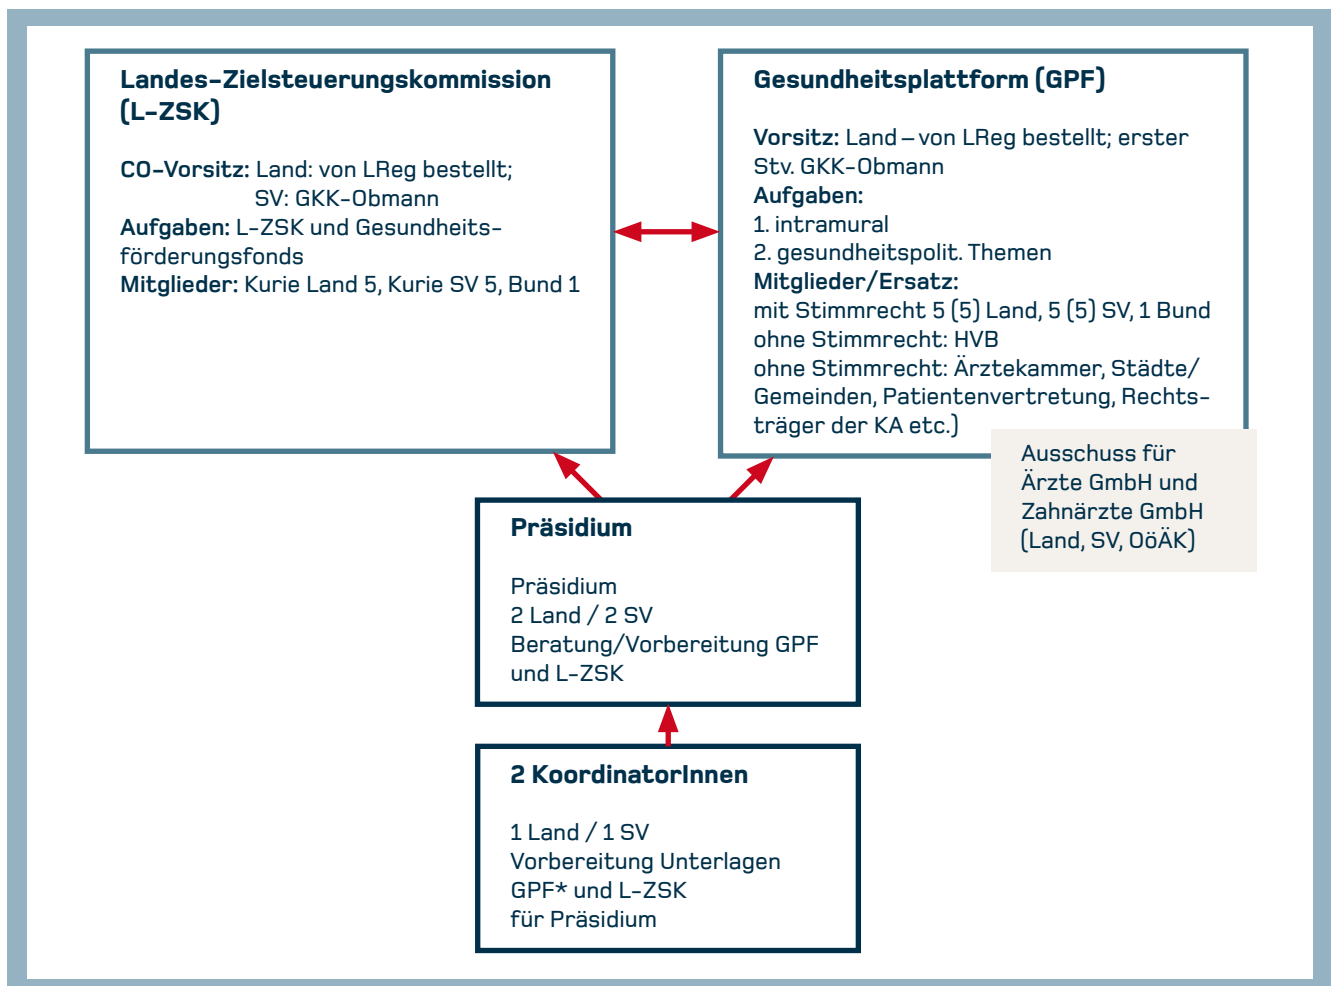 Landes-Zielsteuerungskommission
(L-ZSK)
CO-Vorsitz: Land: von LReg bestellt;
SV: GKK-Obmann
Aufgaben: L-ZSK und Gesundheits-
förderungsfonds
Mitglieder: Kurie Land 5, Kurie SV 5, Bund 1
Gesundheitsplattform (GPF)
Vorsitz: Land – von LReg bestellt; erster
Stv. GKK-Obmann
Aufgaben:
1. intramural
2. gesundheitspolit. Themen
Mitglieder/Ersatz:
mit Stimmrecht 5 (5) Land, 5 (5) SV, 1 Bund
ohne Stimmrecht: HVB
ohne Stimmrecht: Ärztekammer, Städte/
Gemeinden, Patientenvertretung, Rechts-
träger der KA etc.)
Ausschuss für
Ärzte GmbH und
Zahnärzte GmbH
(Land, SV, OöÄK)
Präsidium
Präsidium
2 Land / 2 SV
Beratung/Vorbereitung GPF
und L-ZSK
2 KoordinatorInnen
1 Land / 1 SV
Vorbereitung Unterlagen
GPF* und L-ZSK
für Präsidium